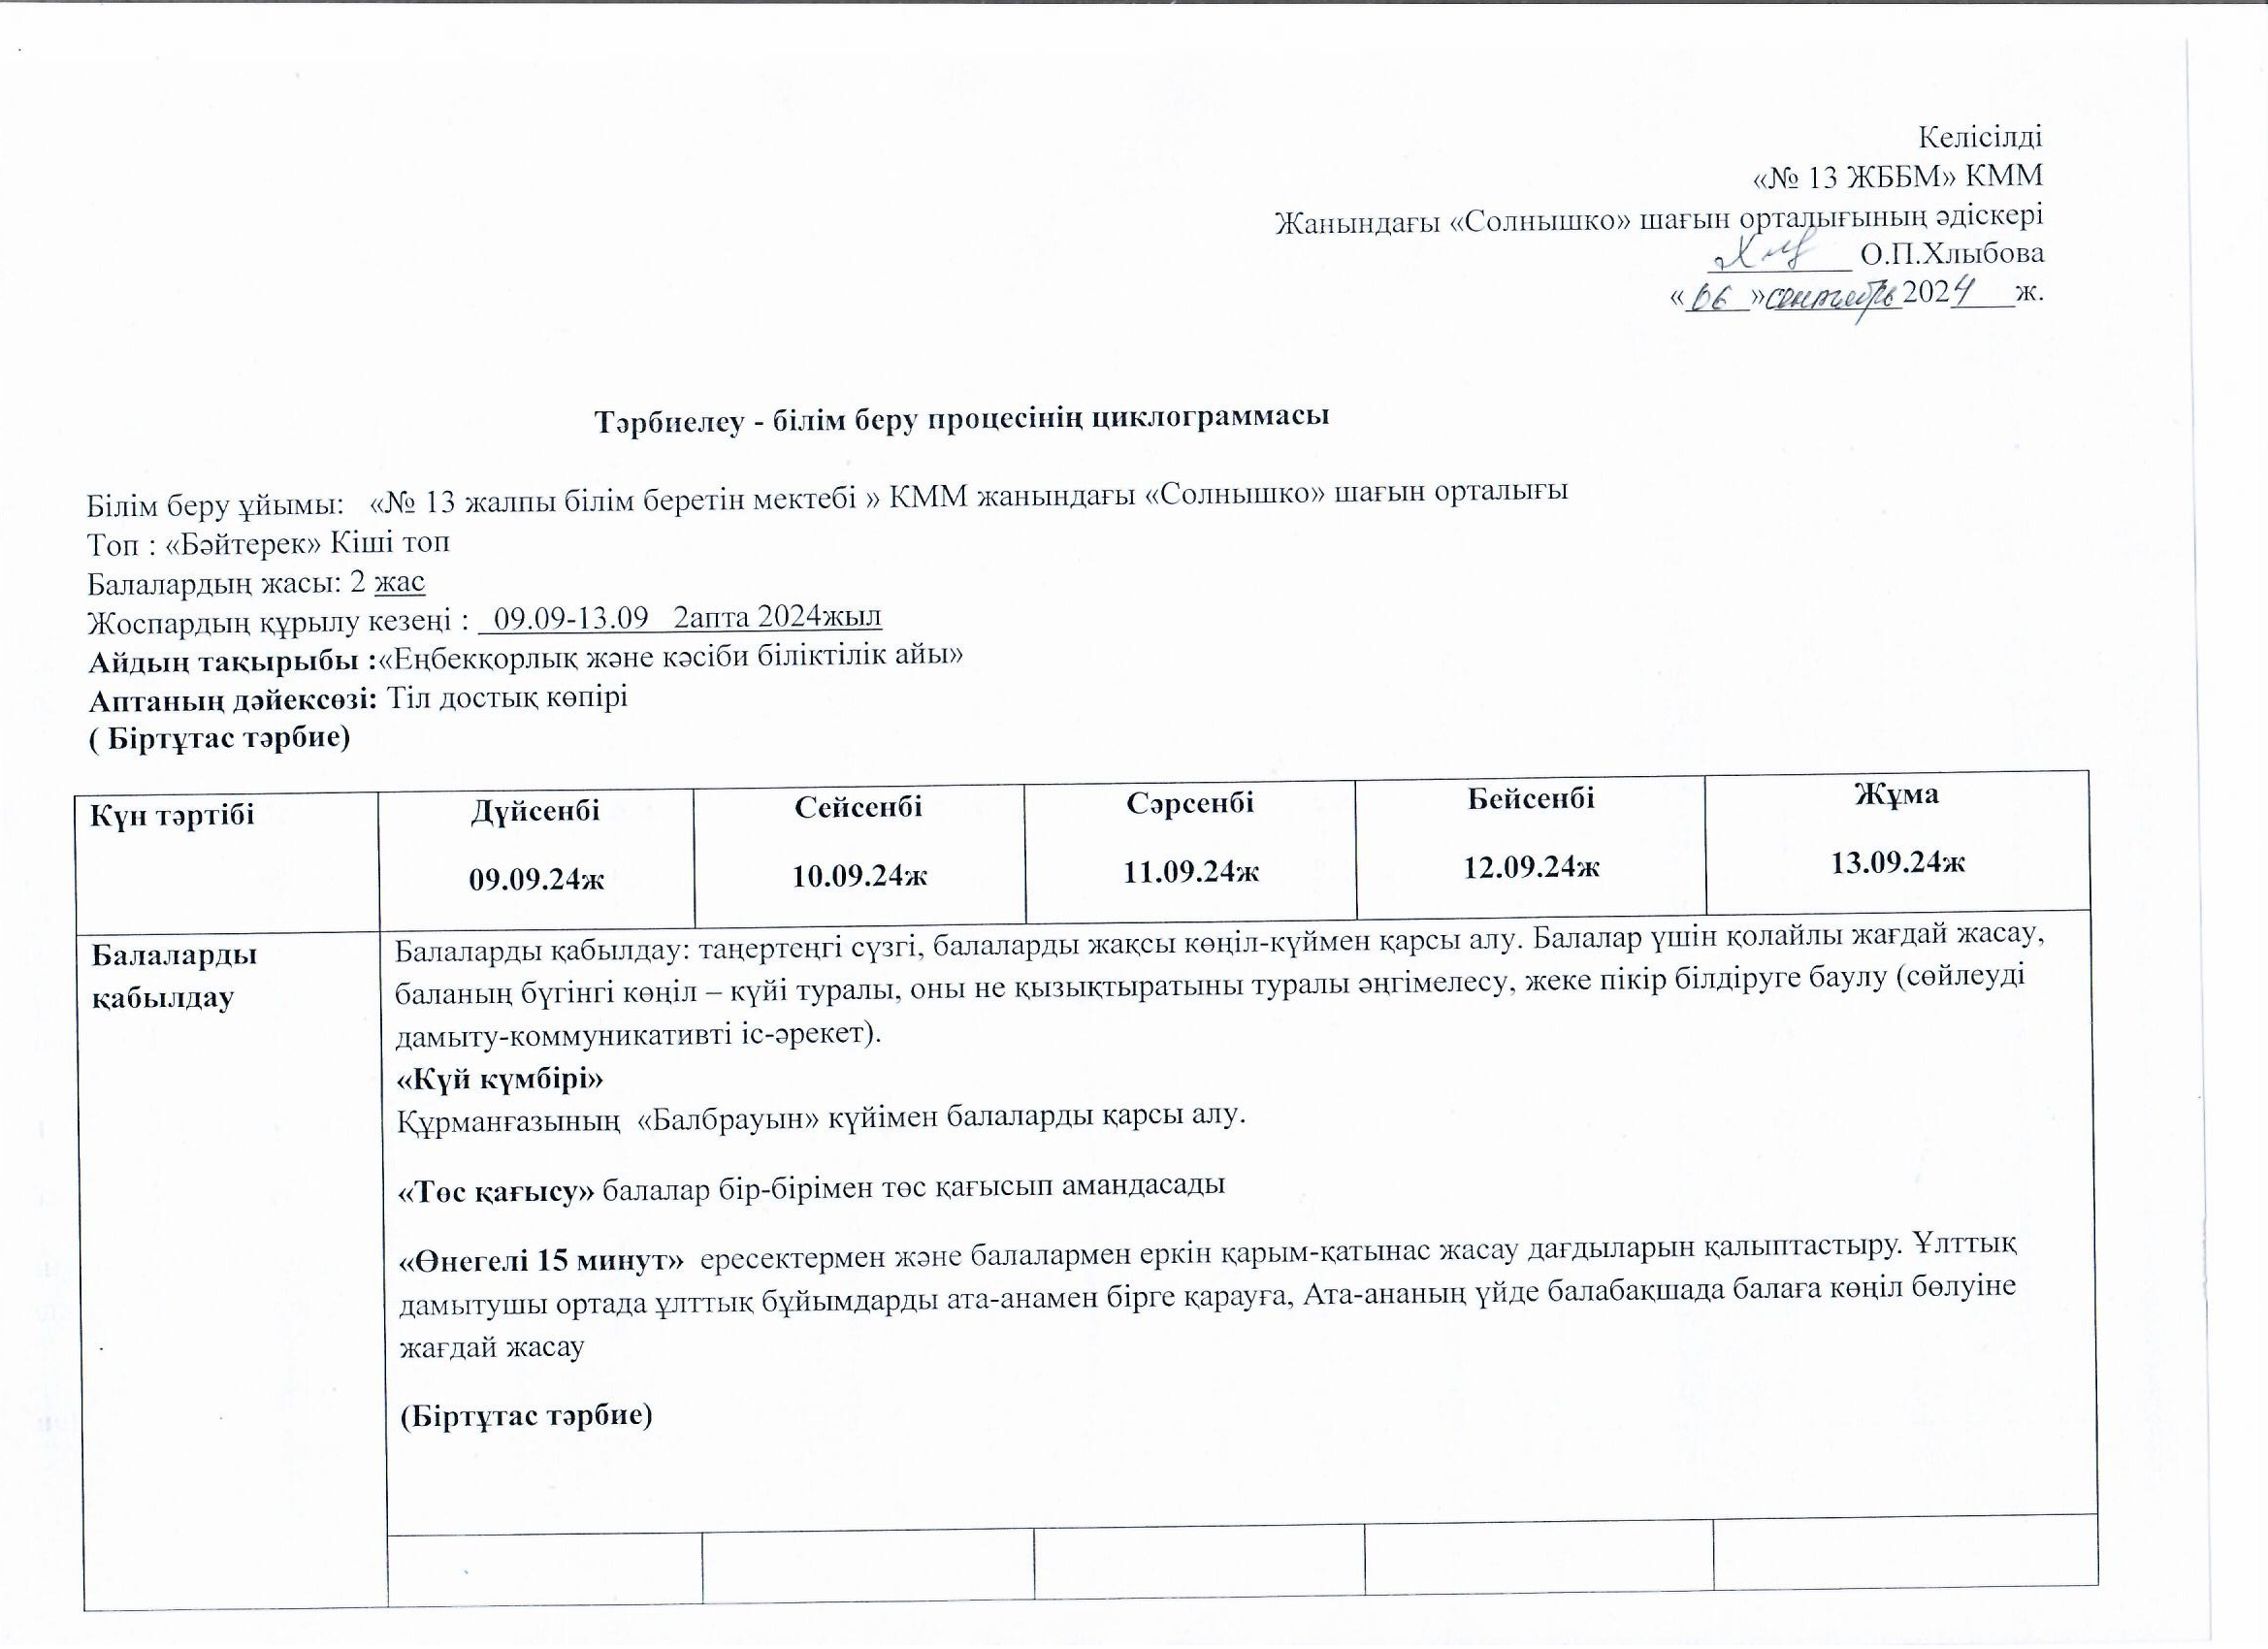 Келісілді
«№ 13 ЖББМ» КММ
Жанындағы «Солнышко» шағын орталығының әдіскері
О.П.Хлыбова
«06» сентябрь 2024 ж.
Тәрбиелеу - білім беру процесінің циклограммасы
Білім беру ұйымы: «№ 13 жалпы білім беретін мектебі » КММ жанындағы «Солнышко» шағын орталығы
Топ : «Бәйтерек» Кіші топ
Балалардың жасы: 2 жас
Жоспардың құрылу кезеңі : 09.09-13.09 2апта 2024жыл
Айдың тақырыбы :«Еңбекқорлық және кәсіби біліктілік айы»
Аптаның дәйексөзі: Тіл достық көпірі
( Біртұтас тәрбие)
Күн тәртібі
Дүйсенбі
09.09.24ж
Сейсенбі
10.09.24ж
Сәрсенбі
11.09.24ж
Бейсенбі
12.09.24ж
Жұма
13.09.24ж
Балаларды
қабылдау
Балаларды қабылдау: таңертеңгі сүзгі, балаларды жақсы көңіл-күймен қарсы алу. Балалар үшін қолайлы жағдай жасау,
баланың бүгінгі көңіл – күйі туралы, оны не қызықтыратыны туралы әңгімелесу, жеке пікір білдіруге баулу (сөйлеуді
дамыту-коммуникативті іс-әрекет).
«Күй күмбірі»
Құрманғазының «Балбрауын» күйімен балаларды қарсы алу.
«Төс қағысу» балалар бір-бірімен төс қағысып амандасады
«Өнегелі 15 минут» ересектермен және балалармен еркін қарым-қатынас жасау дағдыларын қалыптастыру. Ұлттық
дамытушы ортада ұлттық бұйымдарды ата-анамен бірге қарауға, Ата-ананың үйде балабақшада балаға көңіл бөлуіне
жағдай жасау
(Біртұтас тәрбие)